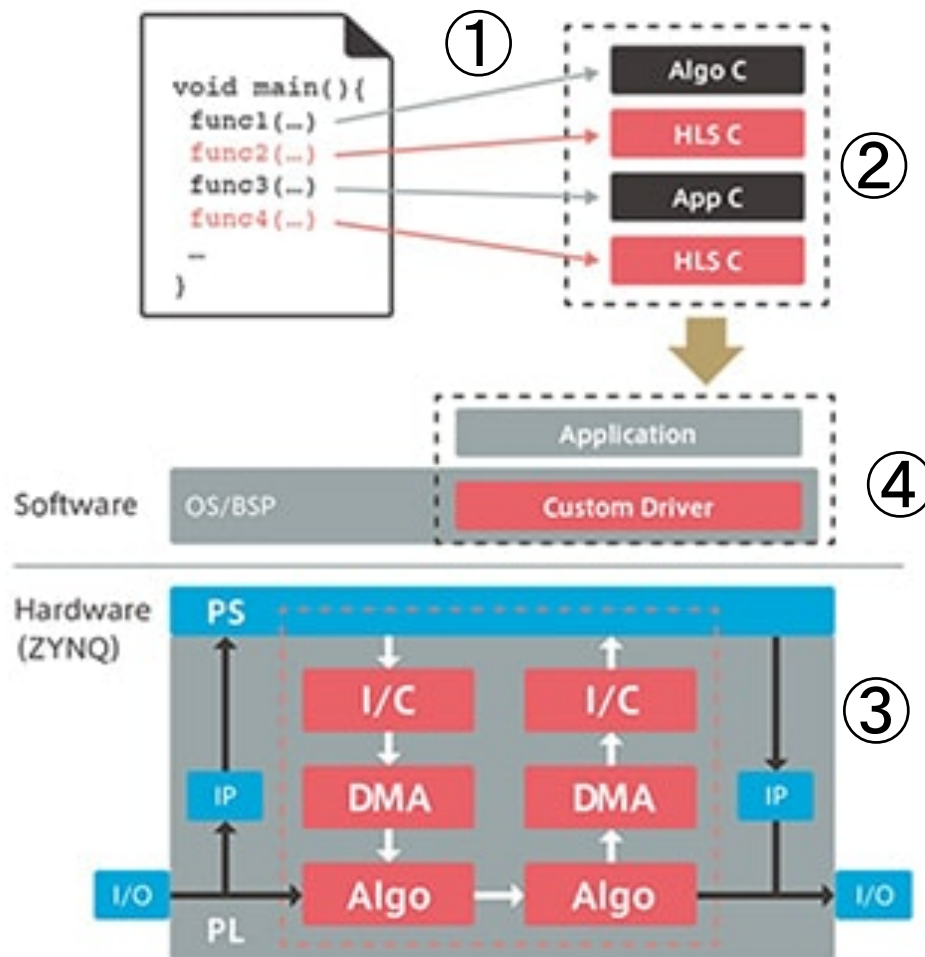 ①
void main(){
func1(…)
func2(…)
func3(…)
func4(…)
…
}
Algo C
HLS C
App C
HLS C
②
Application
Software
OS/BSP
Custom Driver
④
Hardware
(ZYNQ)
PS
I/C
I/C
③
IP
DMA
DMA
IP
I/O
Algo
Algo
I/O
PL